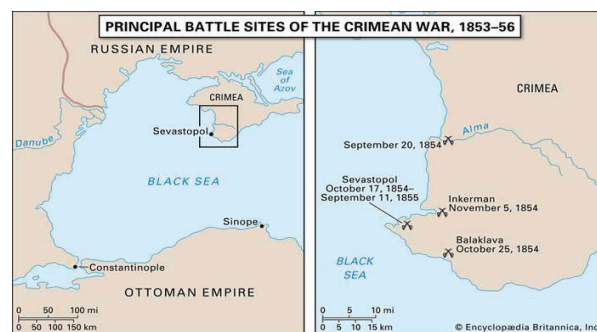 PRINCIPAL BATTLE SITES OF THE CRIMEAN WAR, 1853–56
RUSSIAN EMPIRE
Sea
of
Azov
CRIMEA
Sevastopol
Danube
BLACK SEA
Sinope
Constantinople
OTTOMAN EMPIRE
0 50 100 mi
0 50 100 150 km
CRIMEA
Alma
September 20, 1854
Sevastopol
October 17, 1854–
September 11, 1855
Inkerman
November 5, 1854
Balaklava
October 25, 1854
BLACK
SEA
0 5 10 mi
0 5 10 15 km
© Encyclopædia Britannica, Inc